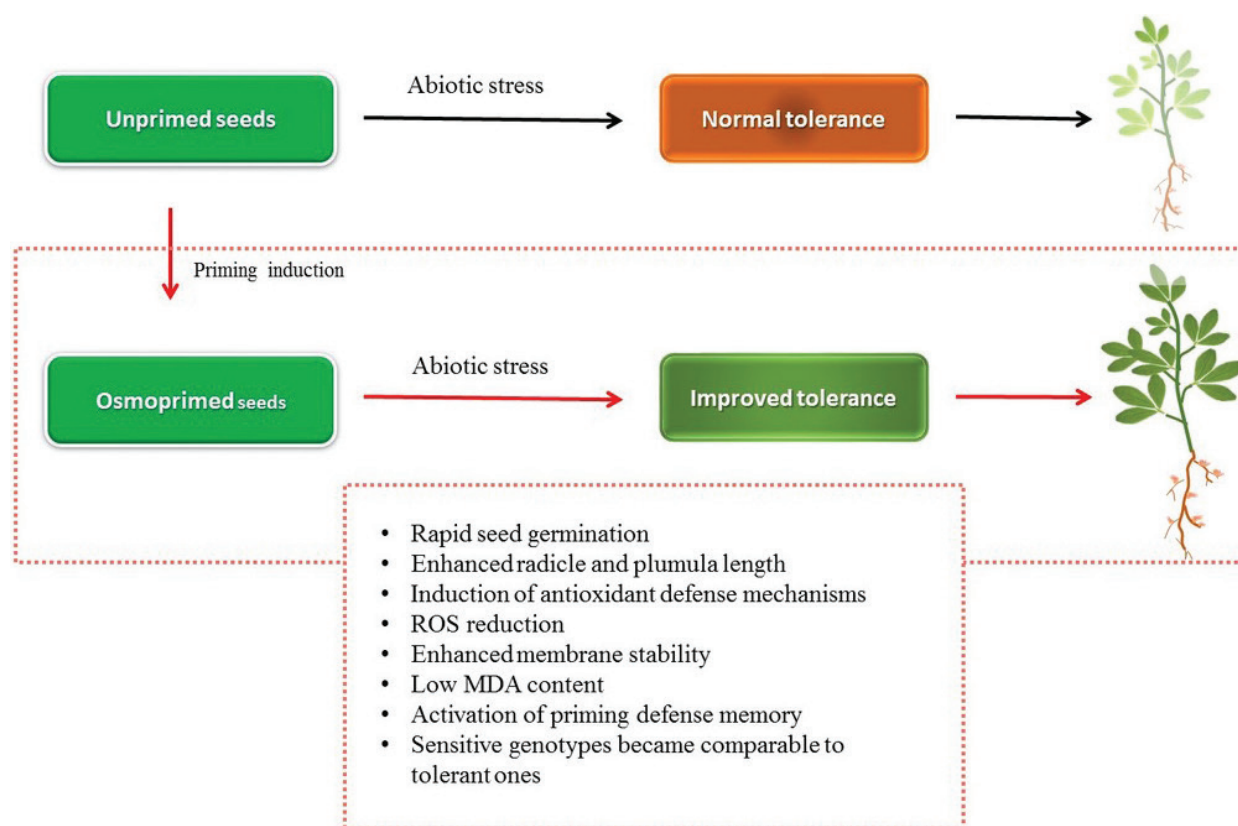 Abiotic stress
Unprimed seeds
Normal tolerance
Priming induction
Abiotic stress
Osmoprimed seeds
Improved tolerance
• Rapid seed germination
• Enhanced radicle and plumula length
• Induction of antioxidant defense mechanisms
• ROS reduction
• Enhanced membrane stability
• Low MDA content
• Activation of priming defense memory
• Sensitive genotypes became comparable to
tolerant ones